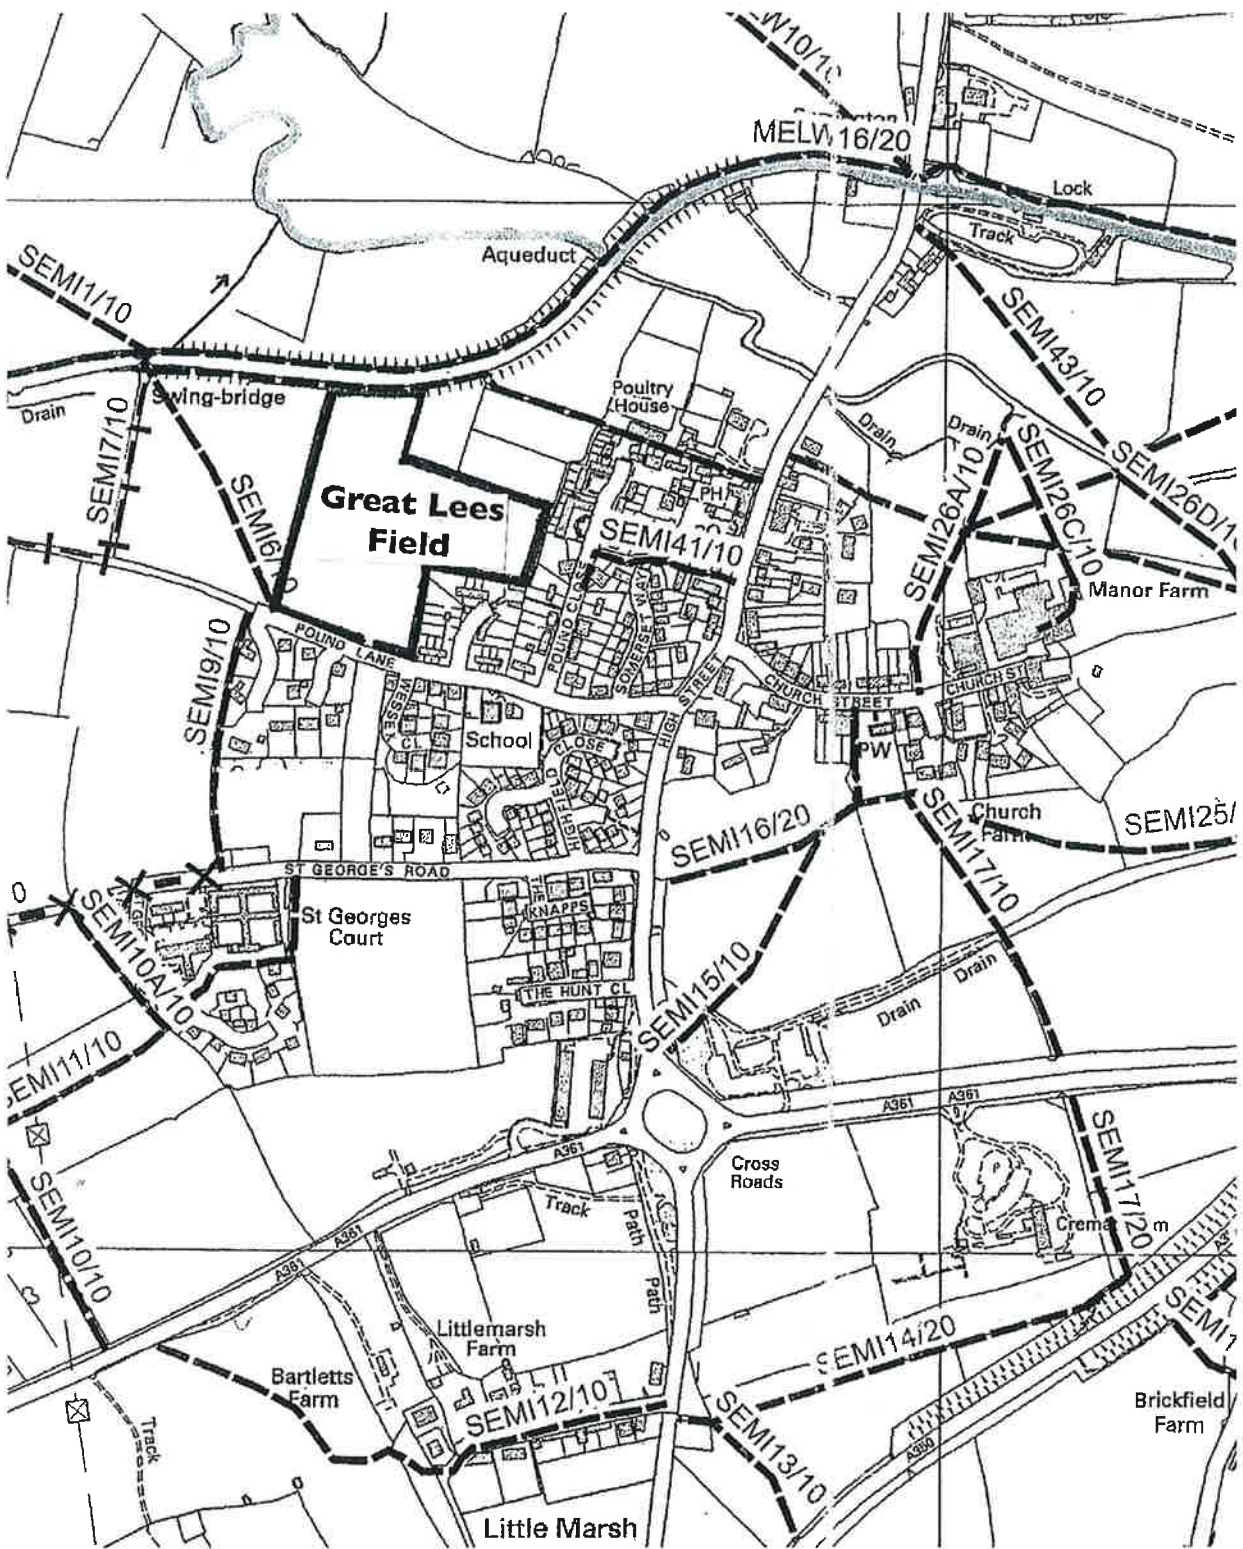 MELW16/20
Lock
Track
Aqueduct
SEMI1/10
SEMI43/10
Swing-bridge
Drain
Poultry
House
Drain
Drain
SEMI7/10
SEMI6/10
Great Lees
Field
PH
SEMI41/10
SEMI26A/10
SEMI26C/10
SEMI26D/1
Manor Farm
POUND CLOSE
SOMERSET WAY
SEMI9/10
POUND LANE
HIGH STREET
CHURCH STREET
CHURCH ST
WESSEX CL
School
PW
HIGHFIELD CLOSE
Church
Farm
SEMI16/20
SEMI17/10
SEMI25/
ST GEORGE'S ROAD
0
THE KNAPPS
St Georges
Court
SEMI10A/10
THE HUNT CL
SEMI15/10
Drain
Drain
SEMI11/10
A361
A361
A361
Cross
Roads
SEMI17/20
Track
Path
SEMI10/10
A361
A361
Path
Littlemarsh
Farm
SEMI14/20
Bartletts
Farm
SEMI12/10
SEMI13/10
Brickfield
Farm
Track
A350
Little Marsh